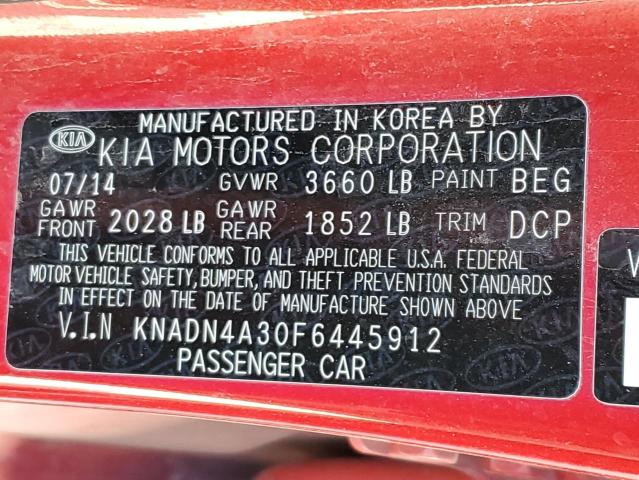 MANUFACTURED IN KOREA BY
KIA KIA MOTORS CORPORATION
07/14 GVWR 3660 LB PAINT BEG
GAWR FRONT 2028 LB GAWR REAR 1852 LB TRIM DCP
THIS VEHICLE CONFORMS TO ALL APPLICABLE U.S.A. FEDERAL
MOTOR VEHICLE SAFETY, BUMPER, AND THEFT PREVENTION STANDARDS
IN EFFECT ON THE DATE OF MANUFACTURE SHOWN ABOVE
V.I.N KNADN4A30F6445912
PASSENGER CAR